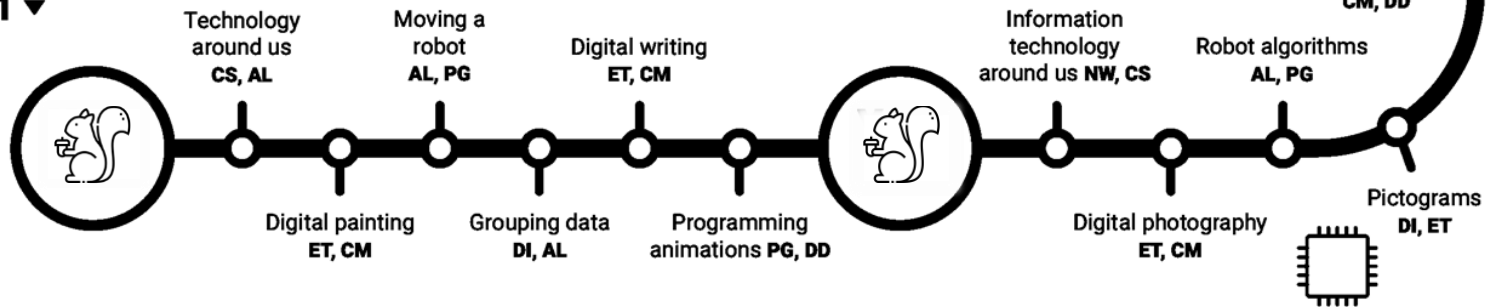 1
Technology
around us
CS, AL
Digital painting
ET, CM
Moving a
robot
AL, PG
Grouping data
DI, AL
Digital writing
ET, CM
Programming
animations PG, DD
Information
technology
around us NW, CS
Digital photography
ET, CM
Robot algorithms
AL, PG
Pictograms
DI, ET
CM, DD